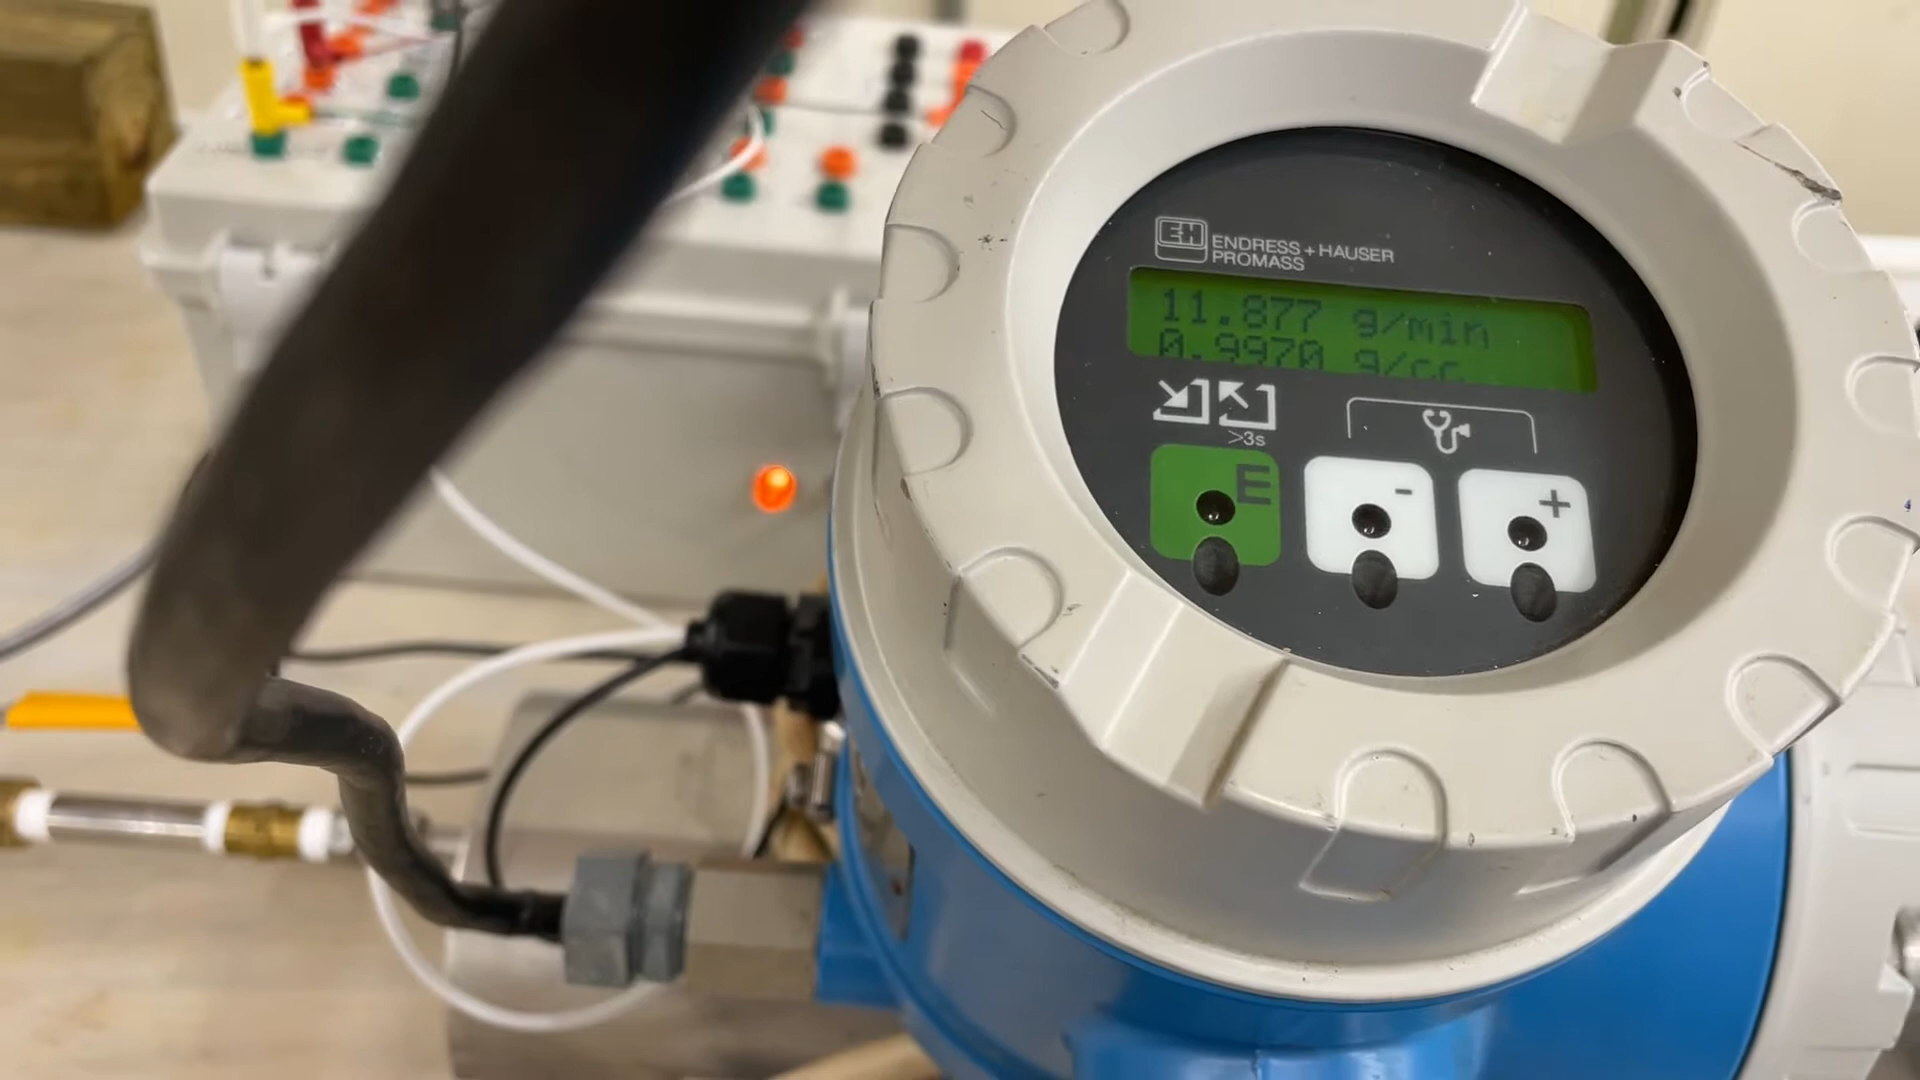 E+H
ENDRESS+HAUSER
PROMASS
11.877 g/min
0.9970 g/cc
>3s
E
-
+